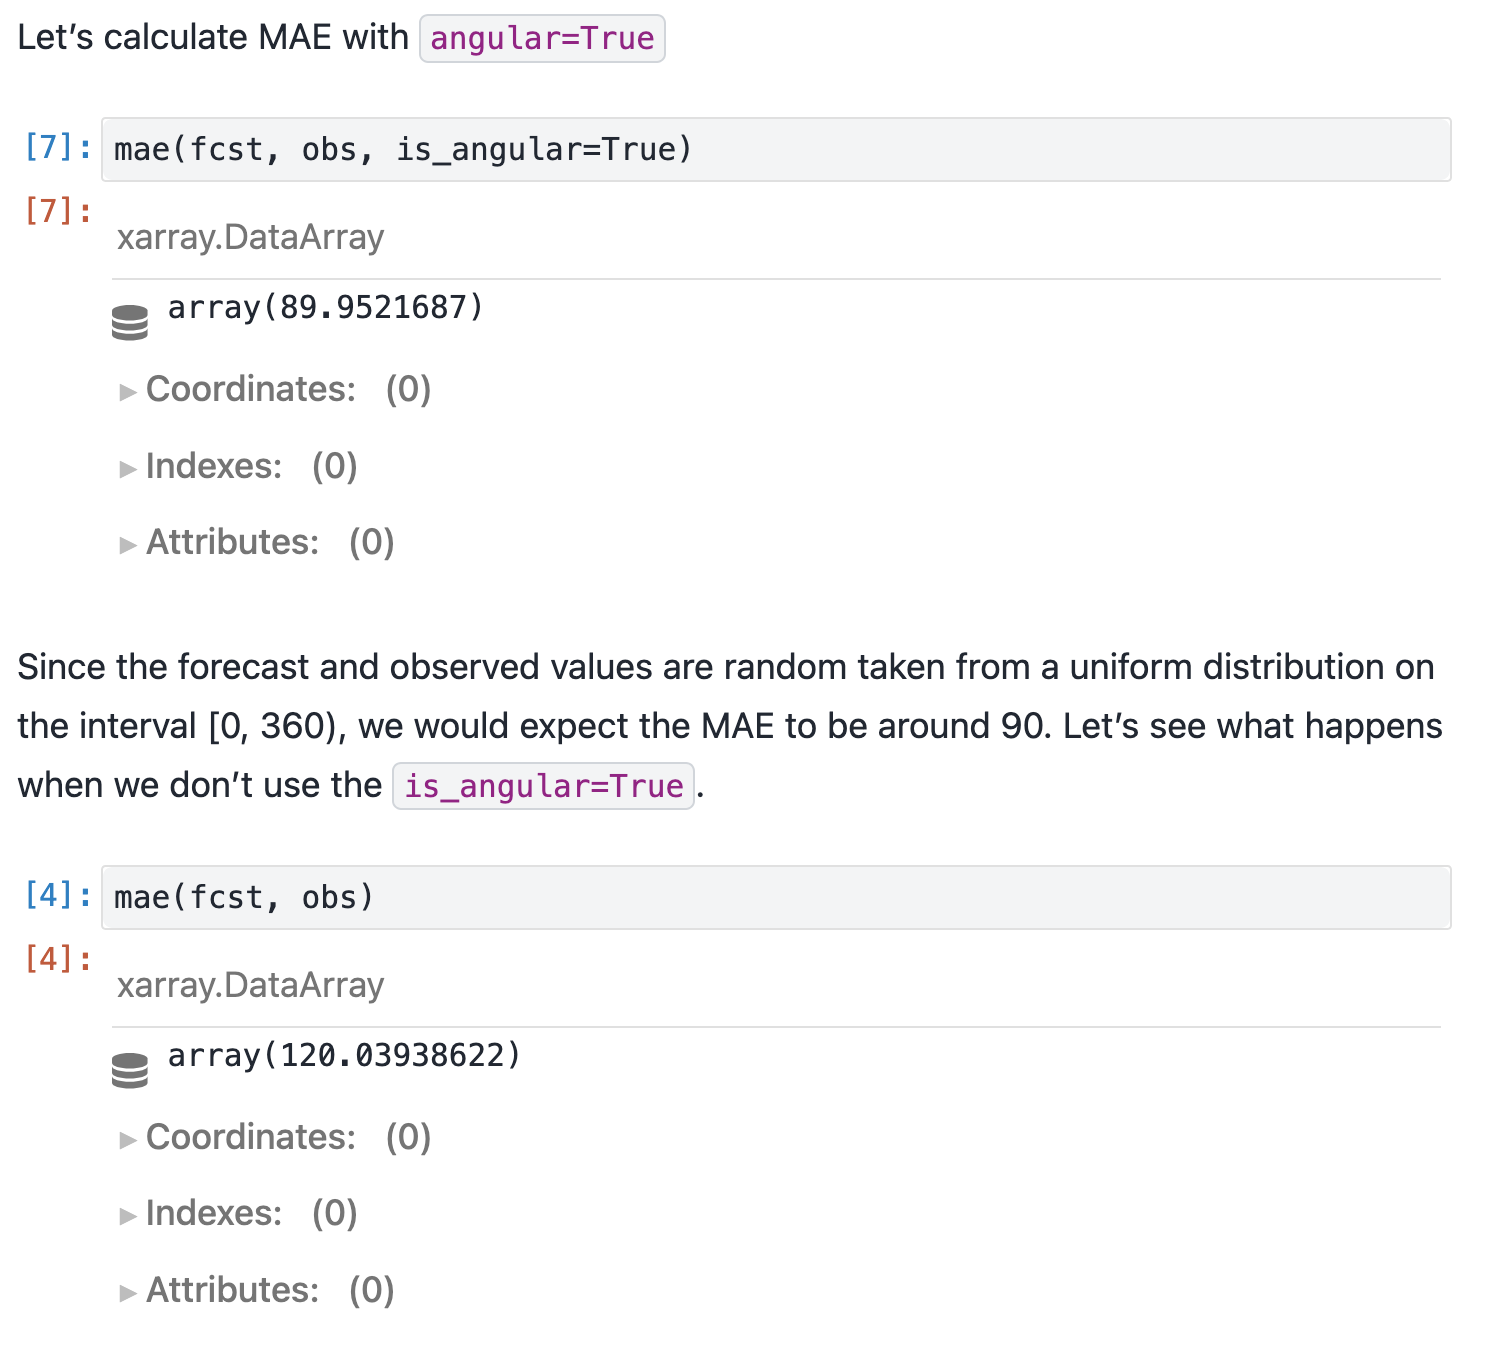 Let’s calculate MAE with angular=True
[7]: mae(fcst, obs, is_angular=True)
[7]:
xarray.DataArray
array(89.9521687)
► Coordinates: (0)
► Indexes: (0)
► Attributes: (0)
Since the forecast and observed values are random taken from a uniform distribution on
the interval [0, 360), we would expect the MAE to be around 90. Let’s see what happens
when we don’t use the is_angular=True.
[4]: mae(fcst, obs)
[4]:
xarray.DataArray
array(120.03938622)
► Coordinates: (0)
► Indexes: (0)
► Attributes: (0)